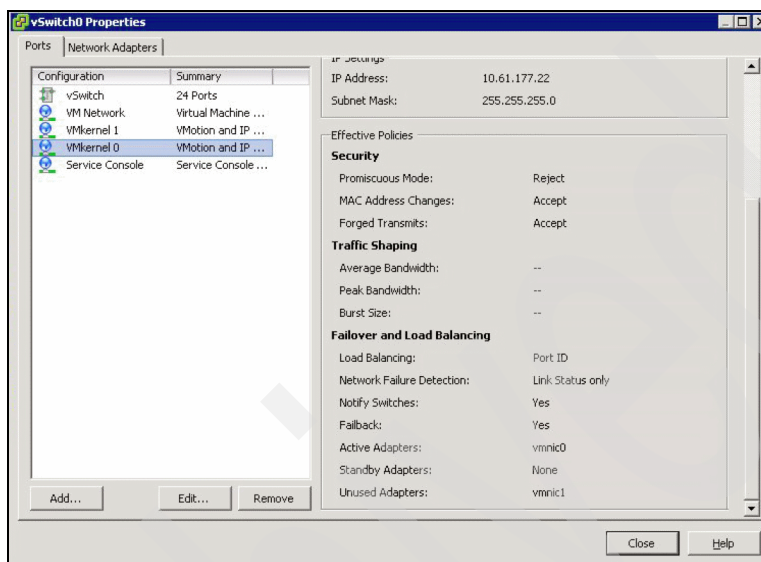 vSwitch0 Properties
Ports Network Adapters
Configuration Summary
vSwitch 24 Ports
VM Network Virtual Machine ...
VMkernel 1 VMotion and IP ...
VMkernel 0 VMotion and IP ...
Service Console Service Console ...
Add... Edit... Remove
IP Settings
IP Address: 10.61.177.22
Subnet Mask: 255.255.255.0
Effective Policies
Security
Promiscuous Mode: Reject
MAC Address Changes: Accept
Forged Transmits: Accept
Traffic Shaping
Average Bandwidth: --
Peak Bandwidth: --
Burst Size: --
Failover and Load Balancing
Load Balancing: Port ID
Network Failure Detection: Link Status only
Notify Switches: Yes
Failback: Yes
Active Adapters: vmnic0
Standby Adapters: None
Unused Adapters: vmnic1
Close Help